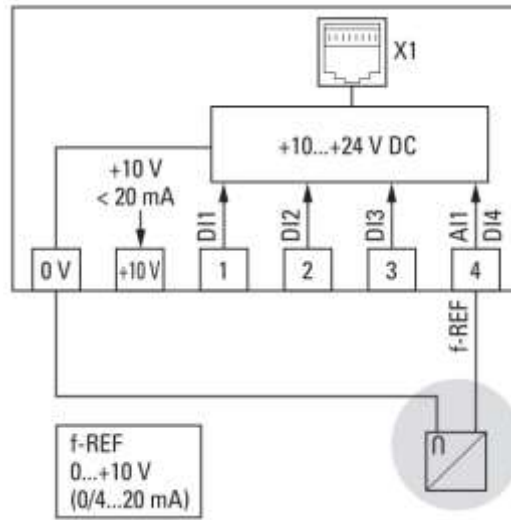 X1
+10...+24 V DC
+10 V
< 20 mA
DI1
DI2
DI3
AI1
DI4
0 V
+10 V
1
2
3
4
f-REF
f-REF
0...+10 V
(0/4...20 mA)